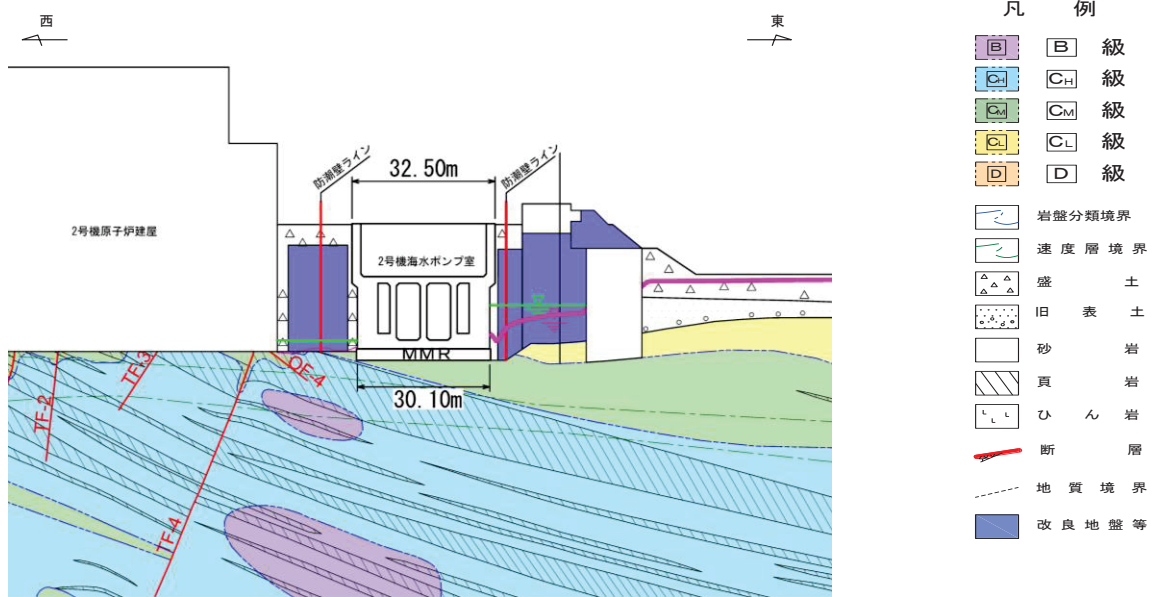 西
東
防潮壁ライン
32.50m
防潮壁ライン
2号機原子炉建屋
2号機海水ポンプ室
MMR
30.10m
TF-2
TF-3
OF-4
TF-4
凡 例
B B 級
CH CH 級
CM CM 級
CL CL 級
D D 級
岩盤分類境界
速度層境界
盛 土
旧 表 土
砂 岩
頁 岩
ひ ん 岩
断 層
地 質 境 界
改 良 地 盤 等